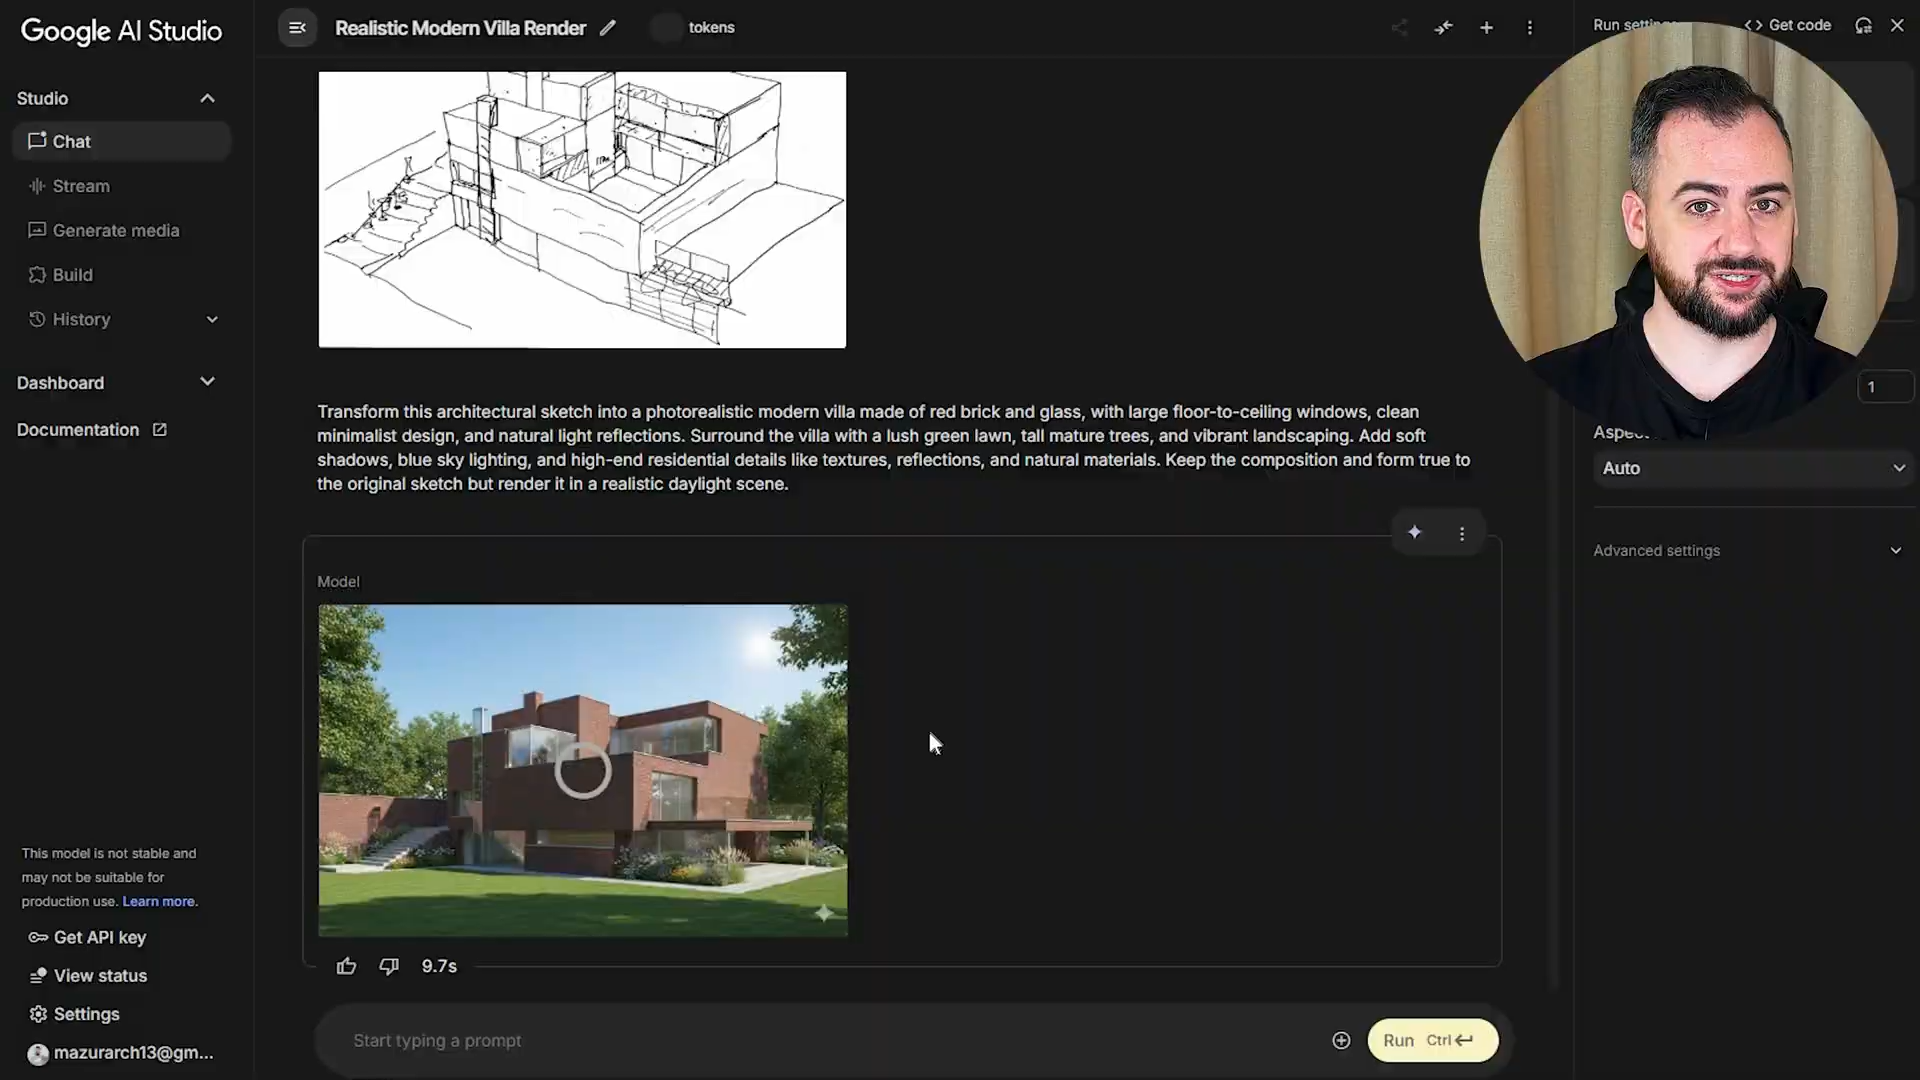 Google AI Studio
Studio
Chat
Stream
Generate media
Build
History
Dashboard
Documentation
This model is not stable and
may not be suitable for
production use. Learn more.
Get API key
View status
Settings
mazurarch13@gm...
Realistic Modern Villa Render
tokens
Transform this architectural sketch into a photorealistic modern villa made of red brick and glass, with large floor-to-ceiling windows, clean
minimalist design, and natural light reflections. Surround the villa with a lush green lawn, tall mature trees, and vibrant landscaping. Add soft
shadows, blue sky lighting, and high-end residential details like textures, reflections, and natural materials. Keep the composition and form true to
the original sketch but render it in a realistic daylight scene.
Model
9.7s
Start typing a prompt
Run Ctrl
Run
Get code
1
Auto
Advanced settings